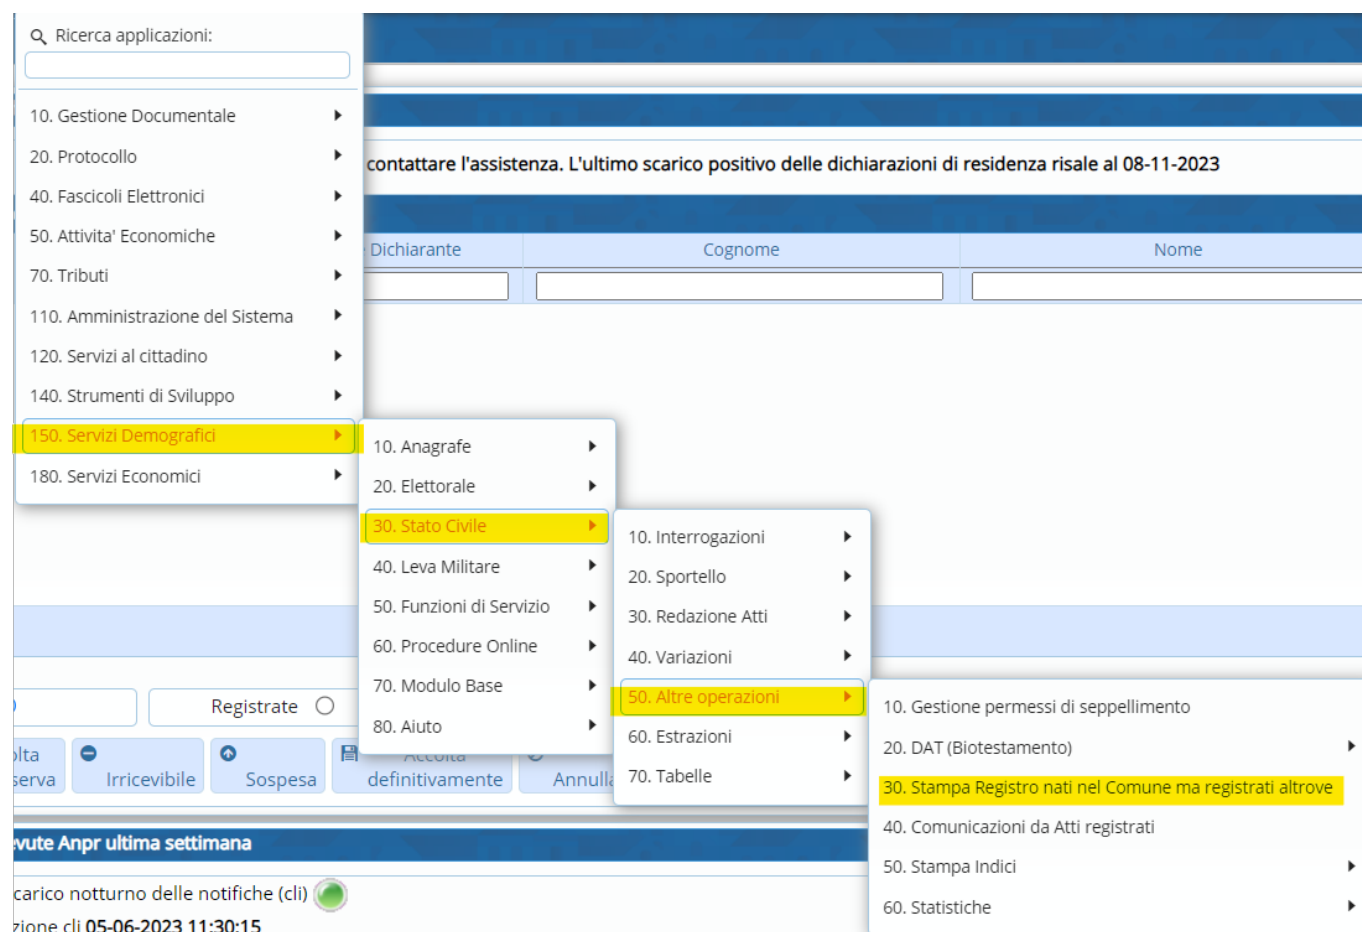 Ricerca applicazioni:
10. Gestione Documentale
20. Protocollo
40. Fascicoli Elettronici
50. Attivita' Economiche
70. Tributi
110. Amministrazione del Sistema
120. Servizi al cittadino
140. Strumenti di Sviluppo
150. Servizi Demografici
180. Servizi Economici
contattare l'assistenza. L'ultimo scarico positivo delle dichiarazioni di residenza risale al 08-11-2023
Dichiarante
Cognome
Nome
10. Anagrafe
20. Elettorale
30. Stato Civile
40. Leva Militare
50. Funzioni di Servizio
60. Procedure Online
70. Modulo Base
80. Aiuto
10. Interrogazioni
20. Sportello
30. Redazione Atti
40. Variazioni
50. Altre operazioni
60. Estrazioni
70. Tabelle
10. Gestione permessi di seppellimento
20. DAT (Biotestamento)
30. Stampa Registro nati nel Comune ma registrati altrove
40. Comunicazioni da Atti registrati
50. Stampa Indici
60. Statistiche
Registrate
Irricevibile
Sospesa
definitivamente
evute Anpr ultima settimana
carico notturno delle notifiche (cli)
zione cli 05-06-2023 11:30:15